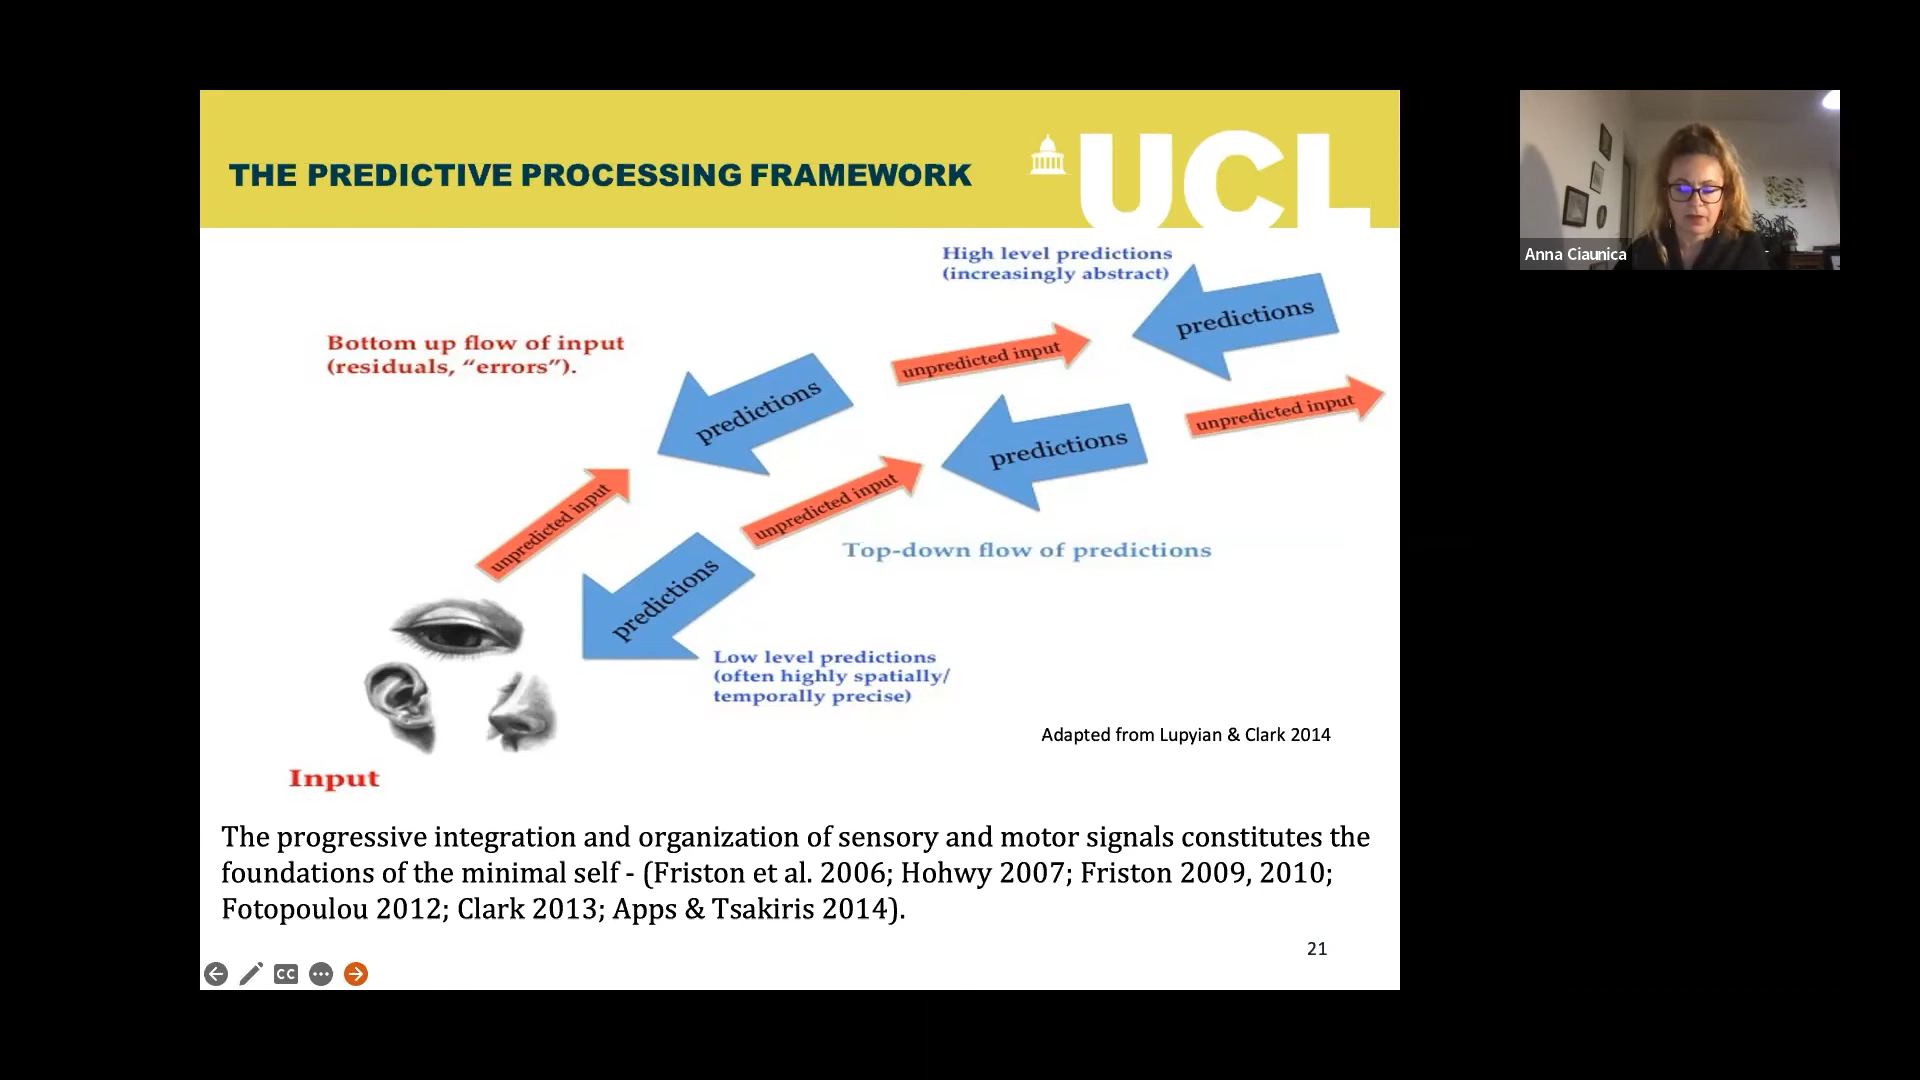 THE PREDICTIVE PROCESSING FRAMEWORK
UCL
Anna Ciaunica
High level predictions
(increasingly abstract)
predictions
Bottom up flow of input
(residuals, “errors”).
unpredicted input
predictions
unpredicted input
predictions
unpredicted input
unpredicted input
Top-down flow of predictions
predictions
Low level predictions
(often highly spatially/
temporally precise)
Adapted from Lupyian & Clark 2014
Input
The progressive integration and organization of sensory and motor signals constitutes the
foundations of the minimal self - (Friston et al. 2006; Hohwy 2007; Friston 2009, 2010;
Fotopoulou 2012; Clark 2013; Apps & Tsakiris 2014).
21
CC